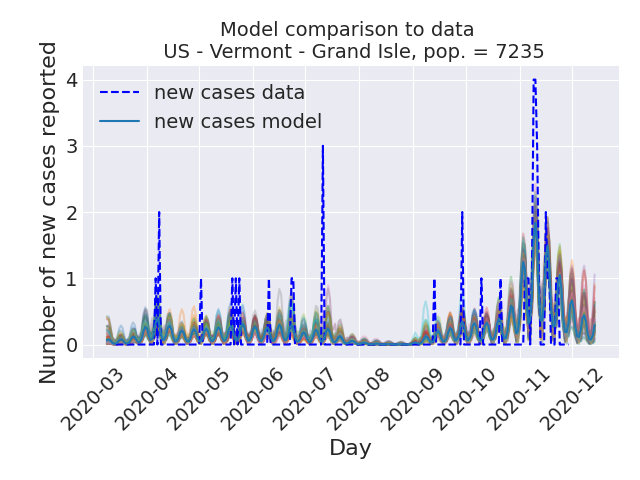 Model comparison to data
US - Vermont - Grand Isle, pop. = 7235
Number of new cases reported
4
3
2
1
0
new cases data
new cases model
2020-03
2020-04
2020-05
2020-06
2020-07
2020-08
2020-09
2020-10
2020-11
2020-12
Day